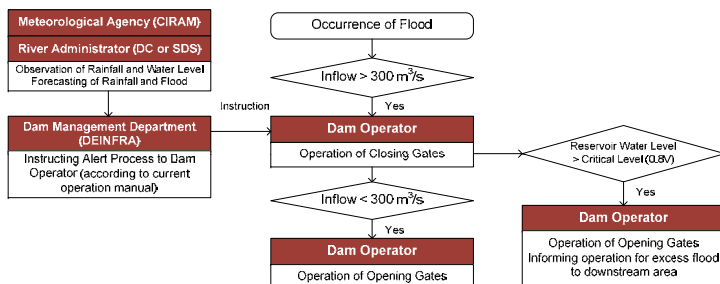 Meteorological Agency (CIRAM)
River Administrator (DC or SDS)
Observation of Rainfall and Water Level
Forecasting of Rainfall and Flood
Dam Management Department
(DEINFRA)
Instructing Alert Process to Dam
Operator (according to current
operation manual)
Instruction
Occurrence of Flood
Inflow > 300 m³/s
Yes
Dam Operator
Operation of Closing Gates
Inflow < 300 m³/s
Yes
Dam Operator
Operation of Opening Gates
Reservoir Water Level
> Critical Level (0.8V)
Yes
Dam Operator
Operation of Opening Gates
Informing operation for excess flood
to downstream area